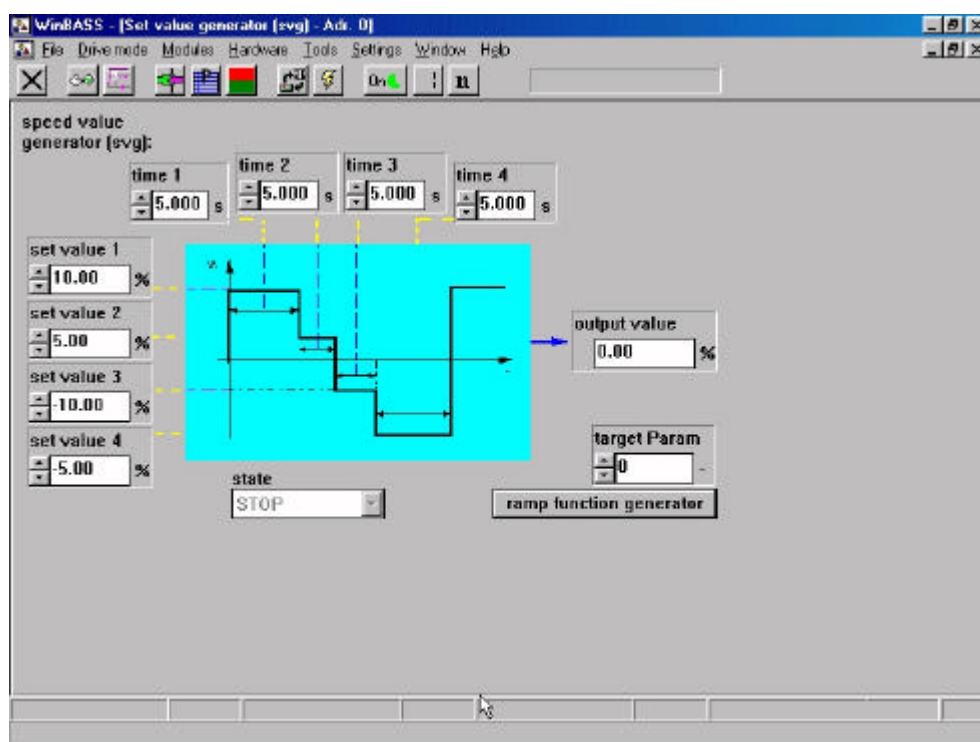 WinBASS - [Set value generator (svg) - Adr. 0]
File Drive mode Modules Hardware Tools Settings Window Help
On n
speed value
generator (svg):
time 1 time 2 time 3 time 4
5.000 s 5.000 s 5.000 s 5.000 s
set value 1
10.00 %
set value 2
5.00 %
set value 3
-10.00 %
set value 4
-5.00 %
output value
0.00 %
target Param
0 -
state
STOP
ramp function generator